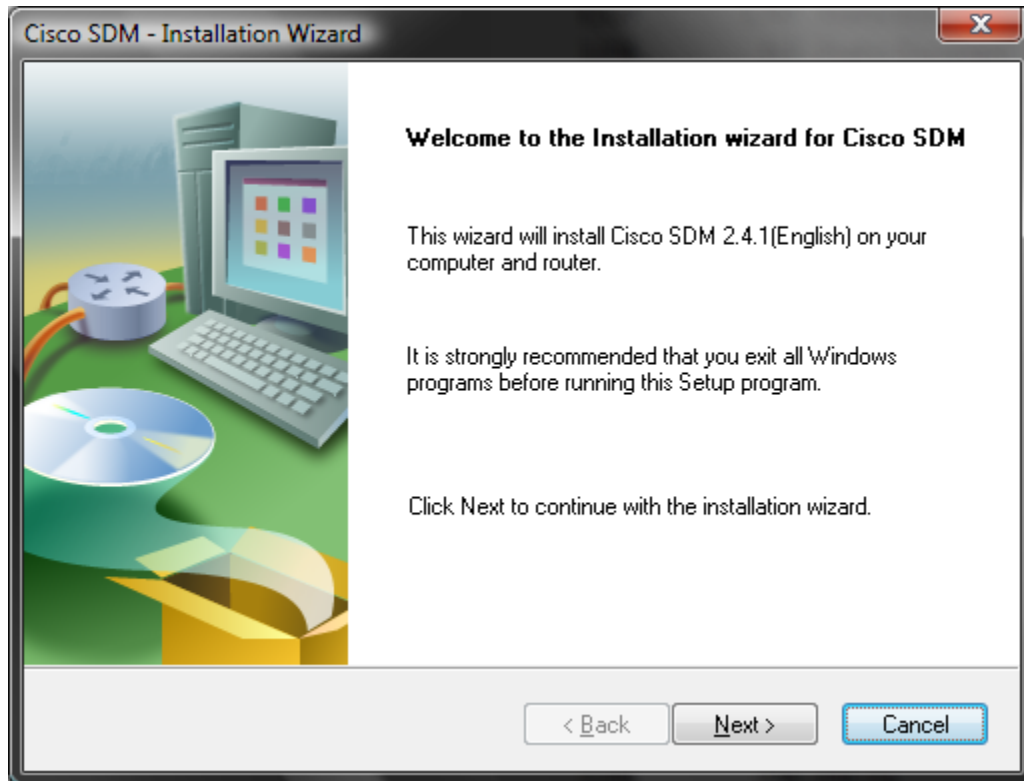 Cisco SDM - Installation Wizard
Welcome to the Installation wizard for Cisco SDM
This wizard will install Cisco SDM 2.4.1(English) on your
computer and router.
It is strongly recommended that you exit all Windows
programs before running this Setup program.
Click Next to continue with the installation wizard.
< Back
Next >
Cancel